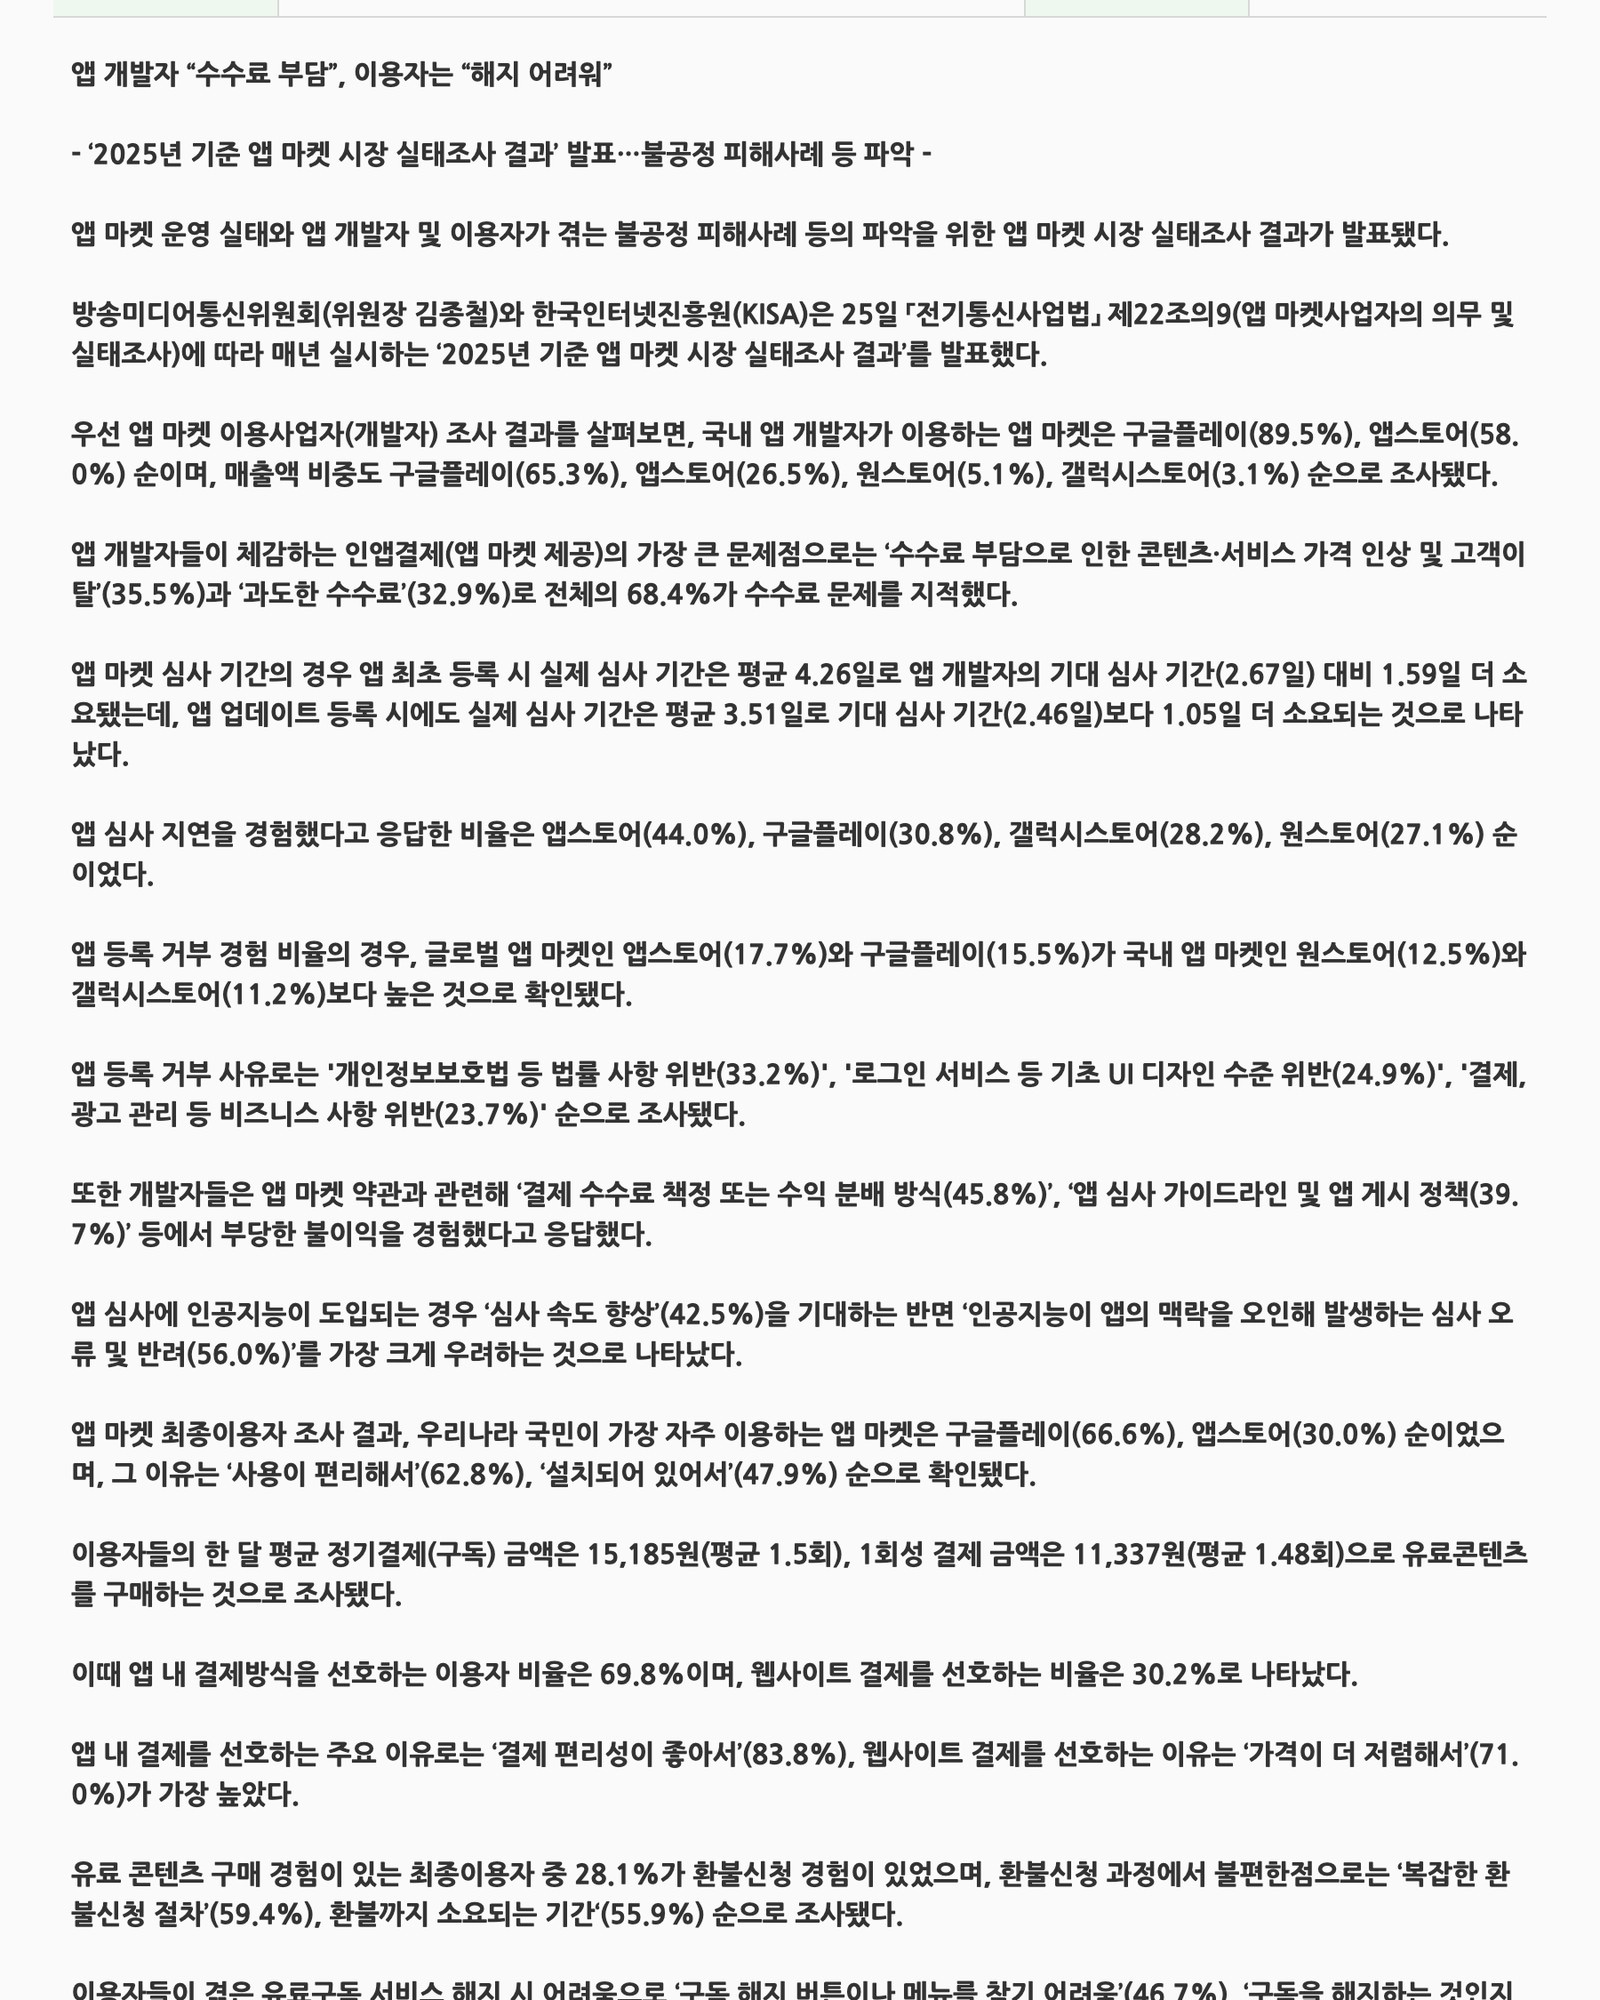 앱 개발자 “수수료 부담”, 이용자는 “해지 어려워”
- ‘2025년 기준 앱 마켓 시장 실태조사 결과’ 발표…불공정 피해사례 등 파악 -
앱 마켓 운영 실태와 앱 개발자 및 이용자가 겪는 불공정 피해사례 등의 파악을 위한 앱 마켓 시장 실태조사 결과가 발표됐다.
방송미디어통신위원회(위원장 김종철)와 한국인터넷진흥원(KISA)은 25일 「전기통신사업법」 제22조의9(앱 마켓사업자의 의무 및
실태조사)에 따라 매년 실시하는 ‘2025년 기준 앱 마켓 시장 실태조사 결과’를 발표했다.
우선 앱 마켓 이용사업자(개발자) 조사 결과를 살펴보면, 국내 앱 개발자가 이용하는 앱 마켓은 구글플레이(89.5%), 앱스토어(58.
0%) 순이며, 매출액 비중도 구글플레이(65.3%), 앱스토어(26.5%), 원스토어(5.1%), 갤럭시스토어(3.1%) 순으로 조사됐다.
앱 개발자들이 체감하는 인앱결제(앱 마켓 제공)의 가장 큰 문제점으로는 ‘수수료 부담으로 인한 콘텐츠·서비스 가격 인상 및 고객이
탈’(35.5%)과 ‘과도한 수수료’(32.9%)로 전체의 68.4%가 수수료 문제를 지적했다.
앱 마켓 심사 기간의 경우 앱 최초 등록 시 실제 심사 기간은 평균 4.26일로 앱 개발자의 기대 심사 기간(2.67일) 대비 1.59일 더 소
요됐는데, 앱 업데이트 등록 시에도 실제 심사 기간은 평균 3.51일로 기대 심사 기간(2.46일)보다 1.05일 더 소요되는 것으로 나타
났다.
앱 심사 지연을 경험했다고 응답한 비율은 앱스토어(44.0%), 구글플레이(30.8%), 갤럭시스토어(28.2%), 원스토어(27.1%) 순
이었다.
앱 등록 거부 경험 비율의 경우, 글로벌 앱 마켓인 앱스토어(17.7%)와 구글플레이(15.5%)가 국내 앱 마켓인 원스토어(12.5%)와
갤럭시스토어(11.2%)보다 높은 것으로 확인됐다.
앱 등록 거부 사유로는 '개인정보보호법 등 법률 사항 위반(33.2%)', '로그인 서비스 등 기초 UI 디자인 수준 위반(24.9%)', '결제,
광고 관리 등 비즈니스 사항 위반(23.7%)' 순으로 조사됐다.
또한 개발자들은 앱 마켓 약관과 관련해 ‘결제 수수료 책정 또는 수익 분배 방식(45.8%)’, ‘앱 심사 가이드라인 및 앱 게시 정책(39.
7%)’ 등에서 부당한 불이익을 경험했다고 응답했다.
앱 심사에 인공지능이 도입되는 경우 ‘심사 속도 향상’(42.5%)을 기대하는 반면 ‘인공지능이 앱의 맥락을 오인해 발생하는 심사 오
류 및 반려(56.0%)’를 가장 크게 우려하는 것으로 나타났다.
앱 마켓 최종이용자 조사 결과, 우리나라 국민이 가장 자주 이용하는 앱 마켓은 구글플레이(66.6%), 앱스토어(30.0%) 순이었으
며, 그 이유는 ‘사용이 편리해서’(62.8%), ‘설치되어 있어서’(47.9%) 순으로 확인됐다.
이용자들의 한 달 평균 정기결제(구독) 금액은 15,185원(평균 1.5회), 1회성 결제 금액은 11,337원(평균 1.48회)으로 유료콘텐츠
를 구매하는 것으로 조사됐다.
이때 앱 내 결제방식을 선호하는 이용자 비율은 69.8%이며, 웹사이트 결제를 선호하는 비율은 30.2%로 나타났다.
앱 내 결제를 선호하는 주요 이유로는 ‘결제 편리성이 좋아서’(83.8%), 웹사이트 결제를 선호하는 이유는 ‘가격이 더 저렴해서’(71.
0%)가 가장 높았다.
유료 콘텐츠 구매 경험이 있는 최종이용자 중 28.1%가 환불신청 경험이 있었으며, 환불신청 과정에서 불편한점으로는 ‘복잡한 환
불신청 절차’(59.4%), 환불까지 소요되는 기간‘(55.9%) 순으로 조사됐다.
이용자들이 겪은 유료구독 서비스 해지 시 어려움으로 ‘구독 해지 버튼이나 메뉴를 찾기 어려움’(46.7%), ‘구독을 해지하는 것인지